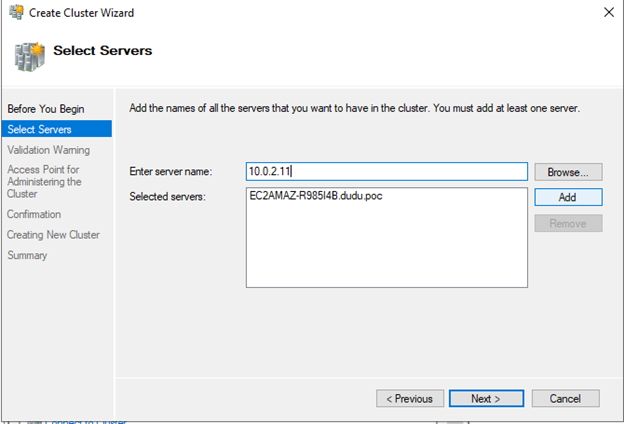 Create Cluster Wizard
Select Servers
Before You Begin
Select Servers
Validation Warning
Access Point for
Administering the
Cluster
Confirmation
Creating New Cluster
Summary
Add the names of all the servers that you want to have in the cluster. You must add at least one server.
Enter server name:
10.0.2.11
Browse...
Selected servers:
EC2AMAZ-R985I4B.dudu.poc
Add
Remove
< Previous
Next >
Cancel